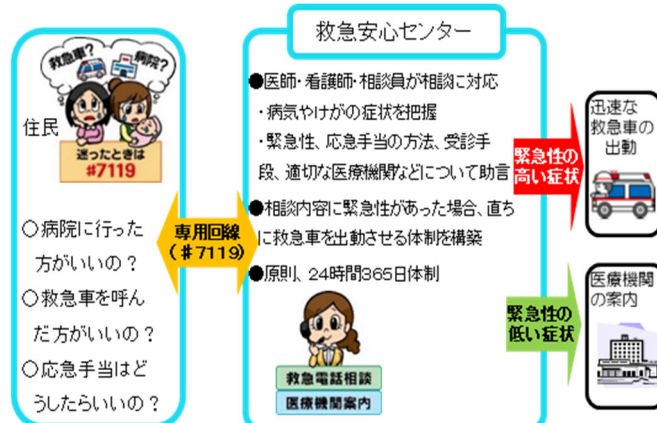 救急車?
病院?
住民
迷ったときは
#7119
○病院に行った
方がいいの?
○救急車を呼ん
だ方がいいの?
○応急手当はど
うしたらいいの?
専用回線
(#7119)
救急安心センター
●医師・看護師・相談員が相談に対応
・病気やけがの症状を把握
・緊急性、応急手当の方法、受診手
段、適切な医療機関などについて助言
●相談内容に緊急性があった場合、直ち
に救急車を出動させる体制を構築
●原則、24時間365日体制
救急電話相談
医療機関案内
緊急性の
高い症状
迅速な
救急車の
出動
緊急性の
低い症状
医療機関
の案内